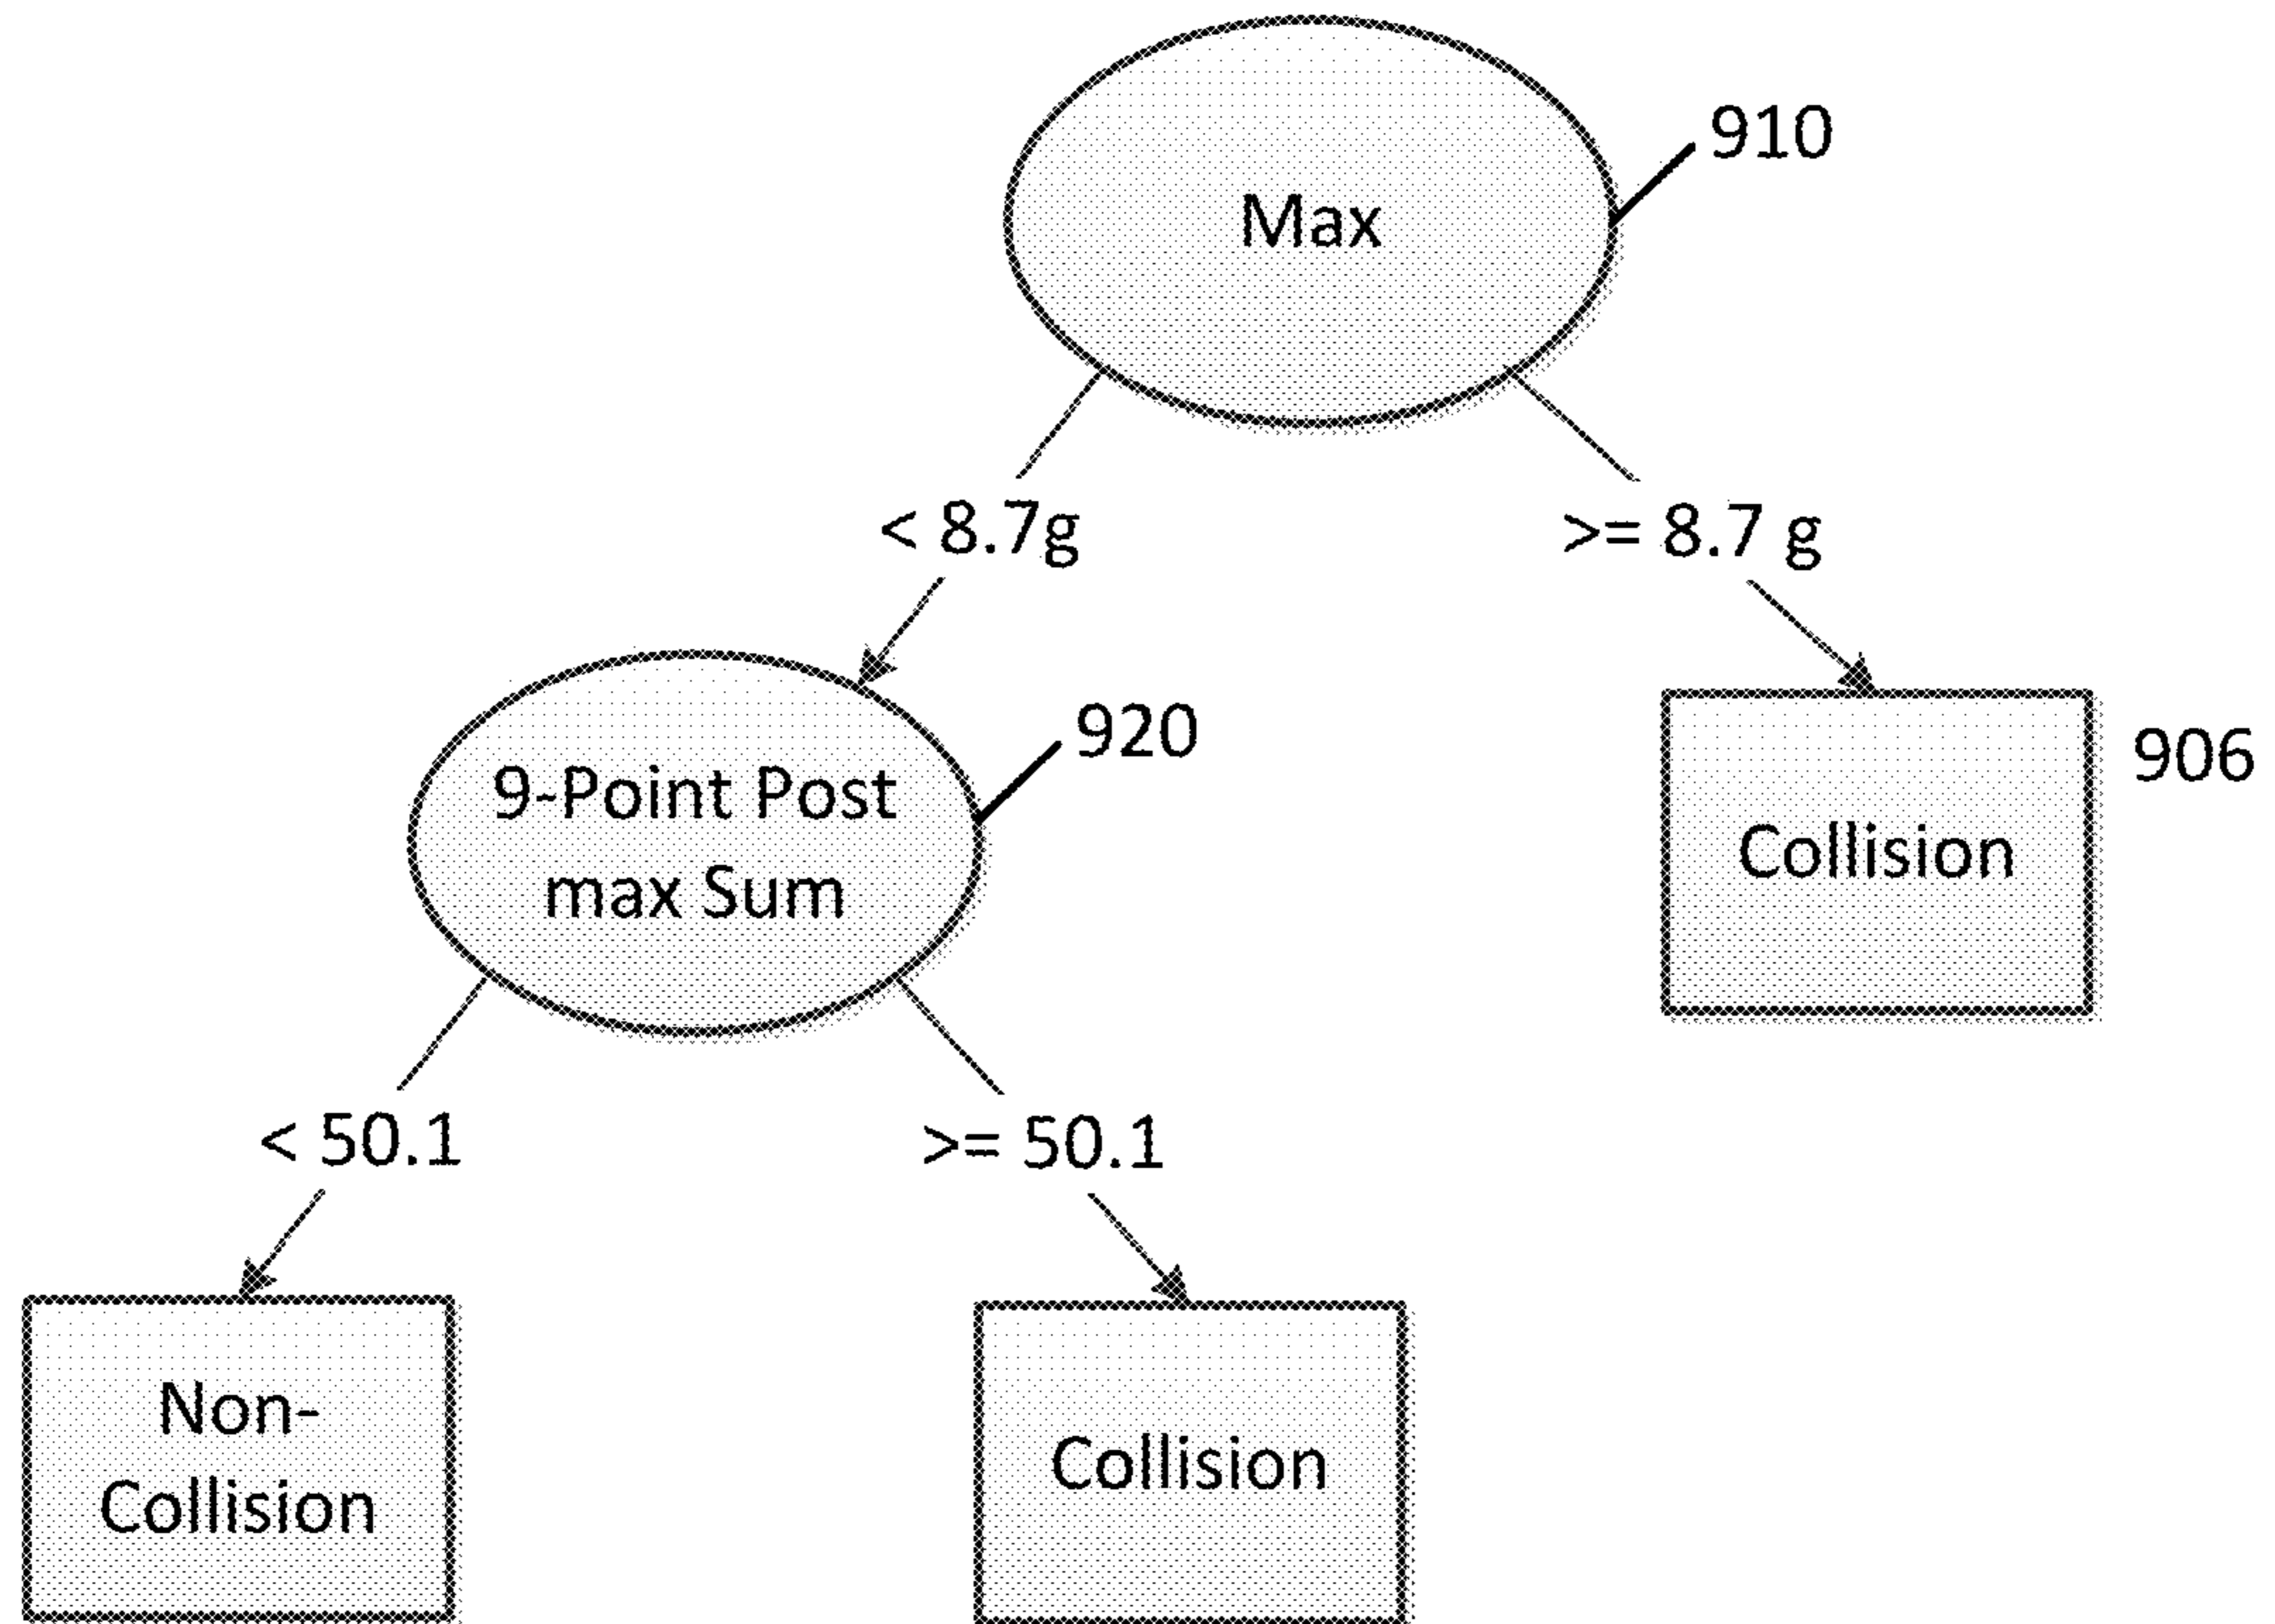 910
Max
< 8.7g
>= 8.7 g
920
906
9-Point Post
max Sum
Collision
< 50.1
>= 50.1
Non-
Collision
Collision